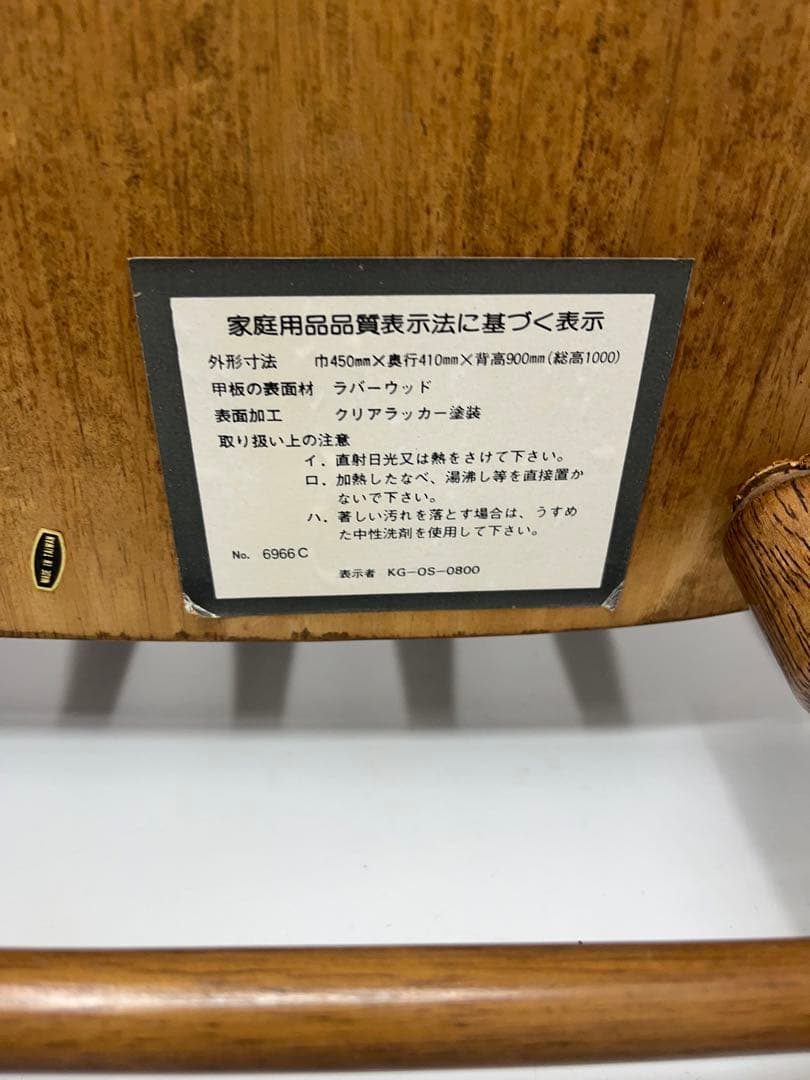 家庭用品品質表示法に基づく表示
外形寸法 巾450mm×奥行410mm×背高900mm(総高1000)
甲板の表面材 ラバーウッド
表面加工 クリアラッカー塗装
取り扱い上の注意
イ．直射日光又は熱をさけて下さい。
ロ．加熱したなべ、湯沸し等を直接置か
ないで下さい。
ハ．著しい汚れを落とす場合は、うすめ
た中性洗剤を使用して下さい。
No. 6966C
表示者 KG-OS-0800
MADE IN TAIWAN